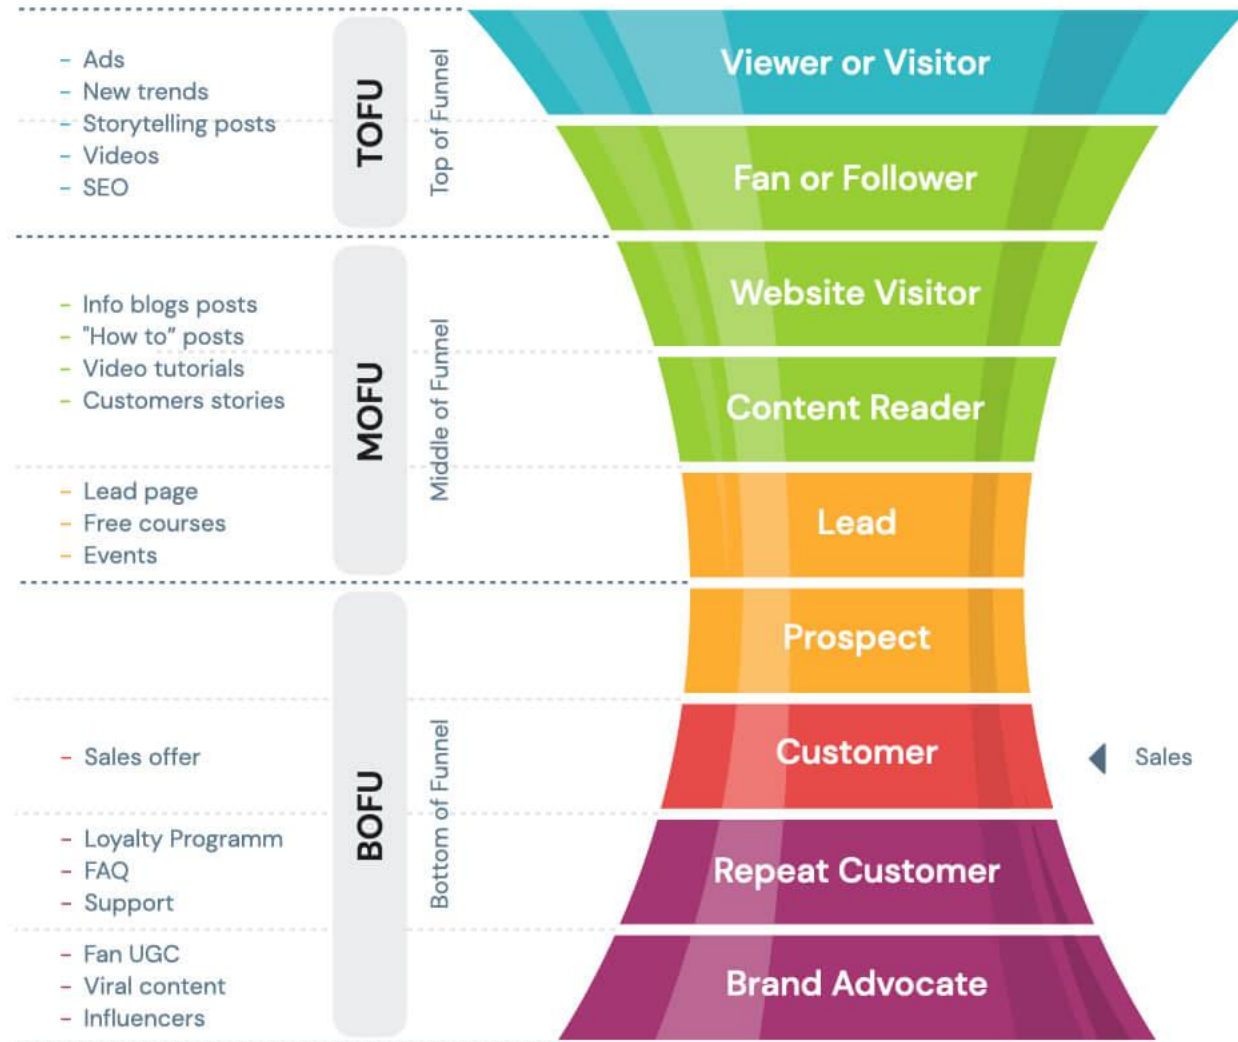 - Ads
- New trends
- Storytelling posts
- Videos
- SEO
TOFU
Top of Funnel
Viewer or Visitor
Fan or Follower
- Info blogs posts
- "How to” posts
- Video tutorials
- Customers stories
- Lead page
- Free courses
- Events
MOFU
Middle of Funnel
Website Visitor
Content Reader
Lead
- Sales offer
- Loyalty Programm
- FAQ
- Support
- Fan UGC
- Viral content
- Influencers
BOFU
Bottom of Funnel
Prospect
Customer
Sales
Repeat Customer
Brand Advocate